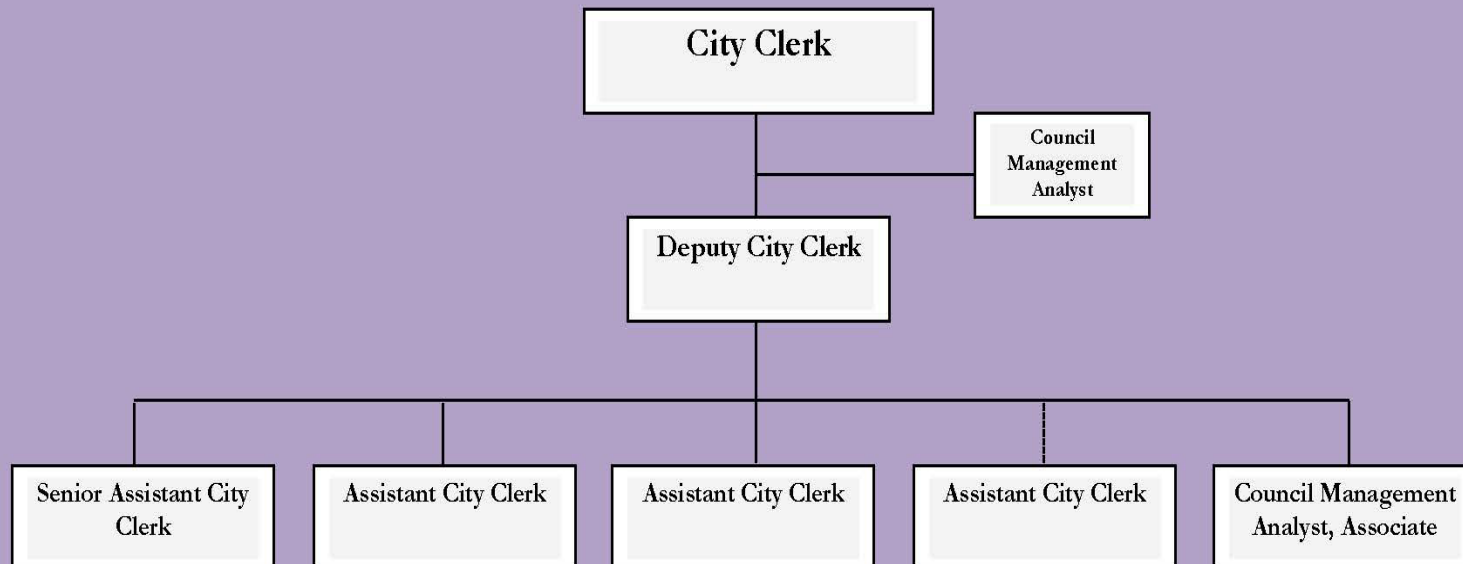 City Clerk
Council
Management
Analyst
Deputy City Clerk
Senior Assistant City
Clerk
Assistant City Clerk
Assistant City Clerk
Assistant City Clerk
Council Management
Analyst, Associate